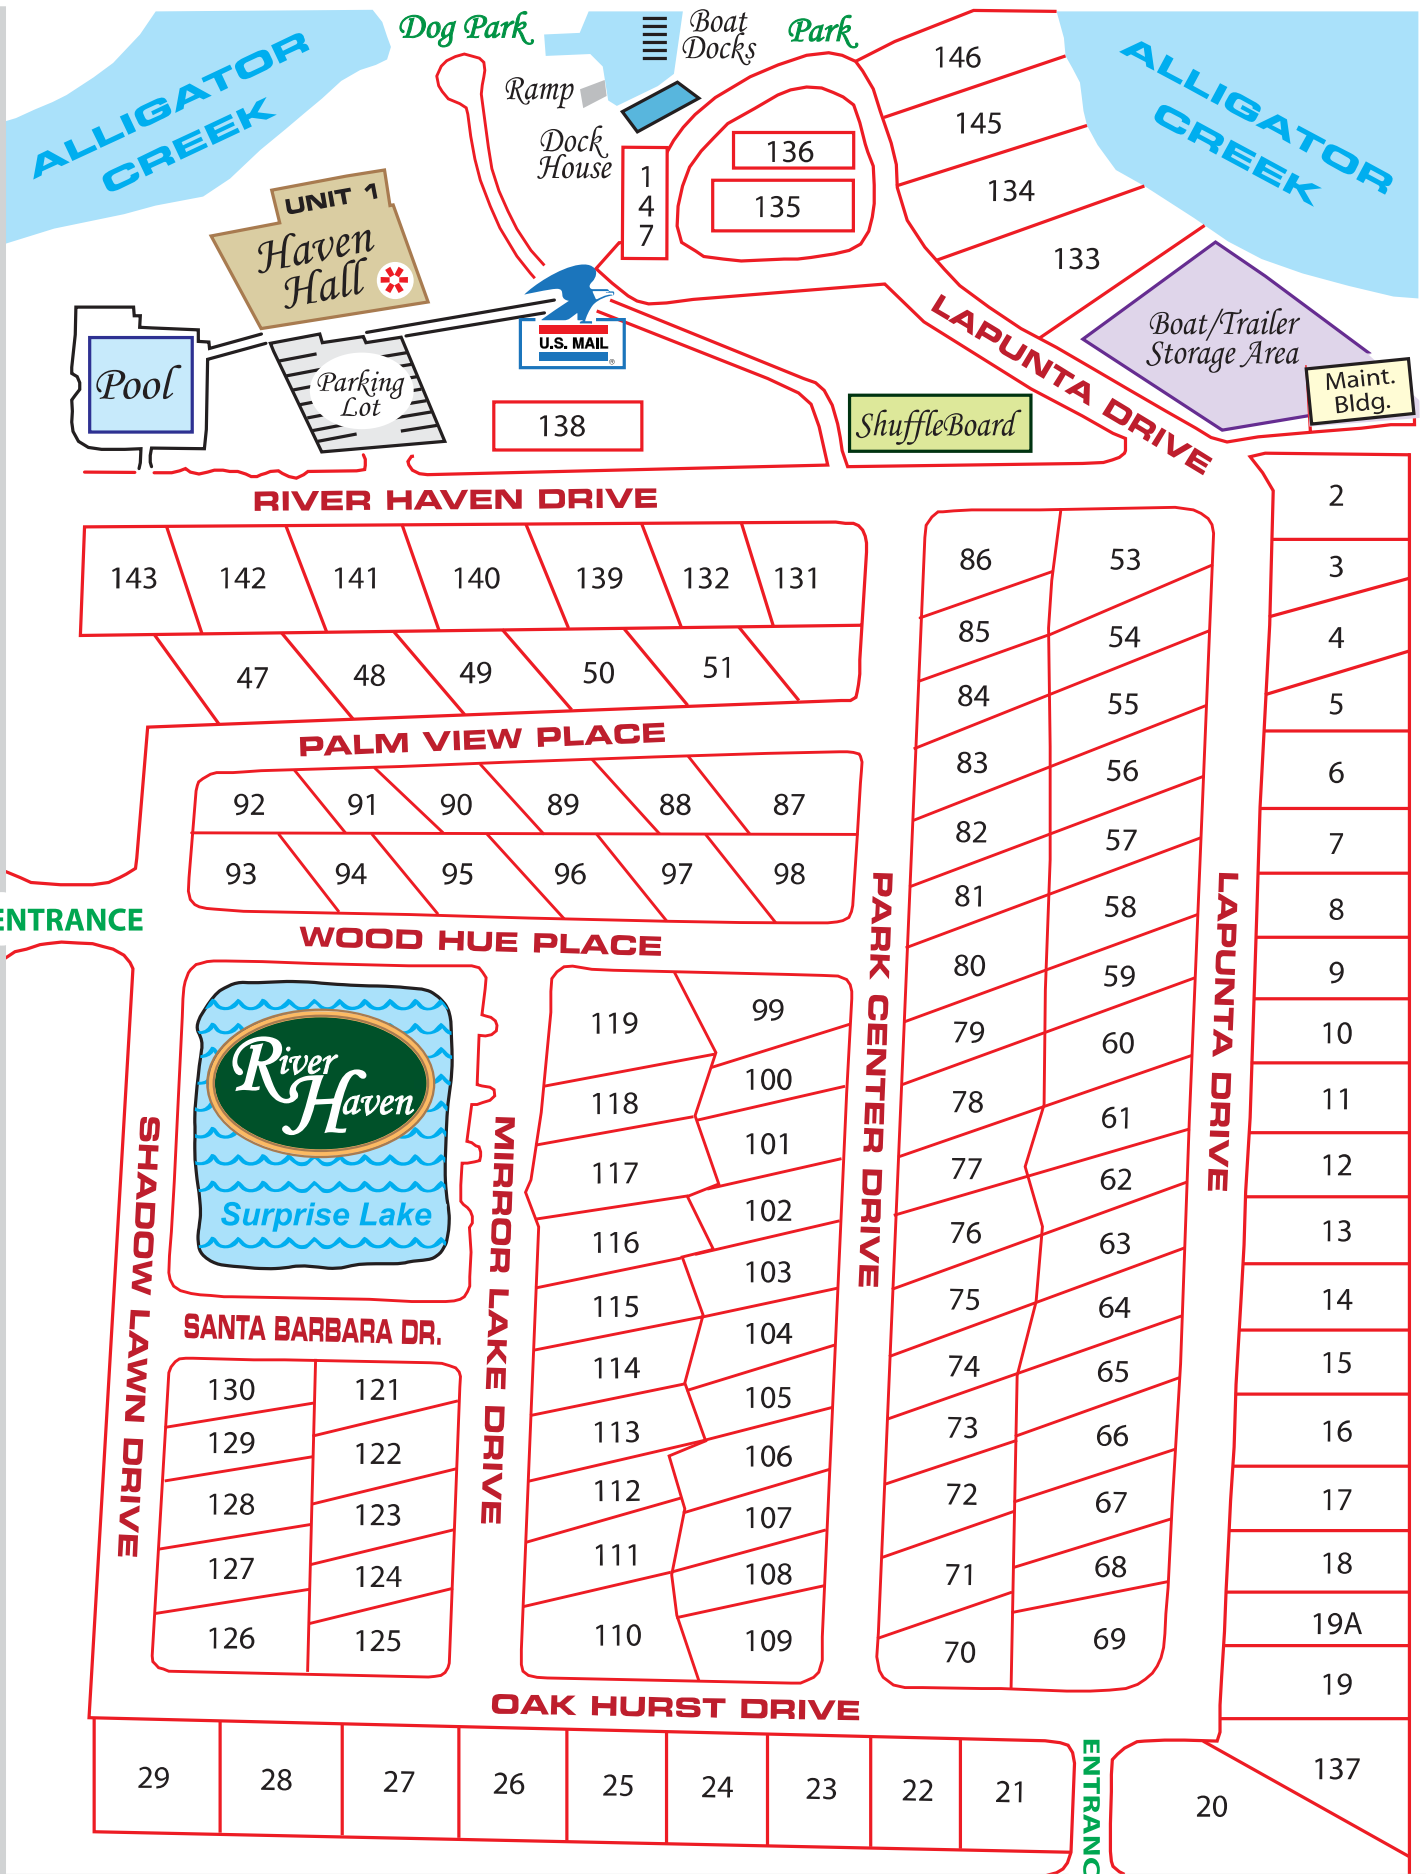 Dog Park
Boat
Docks
Park
146
ALLIGATOR
CREEK
ALLIGATOR
CREEK
Ramp
Dock
House
145
136
135
134
1
4
7
133
UNIT 1
Haven
Hall
LAPUNTA DRIVE
Boat/Trailer
Storage Area
Maint.
Bldg.
U.S. MAIL
®
Pool
Parking
Lot
138
ShuffleBoard
RIVER HAVEN DRIVE
2
143 142 141 140 139 132 131
86 53
3
85 54
4
47 48 49 50 51
84 55
5
PALM VIEW PLACE
83 56
6
92 91 90 89 88 87
82 57
7
93 94 95 96 97 98
81 58
8
ENTRANCE
WOOD HUE PLACE
PARK CENTER DRIVE
LAPUNTA DRIVE
80 59
9
119 99
79 60
10
River
Haven
118 100
78 61
11
117 101
77 62
12
Surprise Lake
SHADOW LAWN DRIVE
MIRROR LAKE DRIVE
116 102
76 63
13
115 103
75 64
14
SANTA BARBARA DR.
114 104
74 65
15
130 121
113 105
73 66
16
129 122
112 106
72 67
17
128 123
111 107
71 68
18
127 124
108
19A
126 125
110 109
70 69
19
OAK HURST DRIVE
29 28 27 26 25 24 23 22 21
ENTRANC
20
137